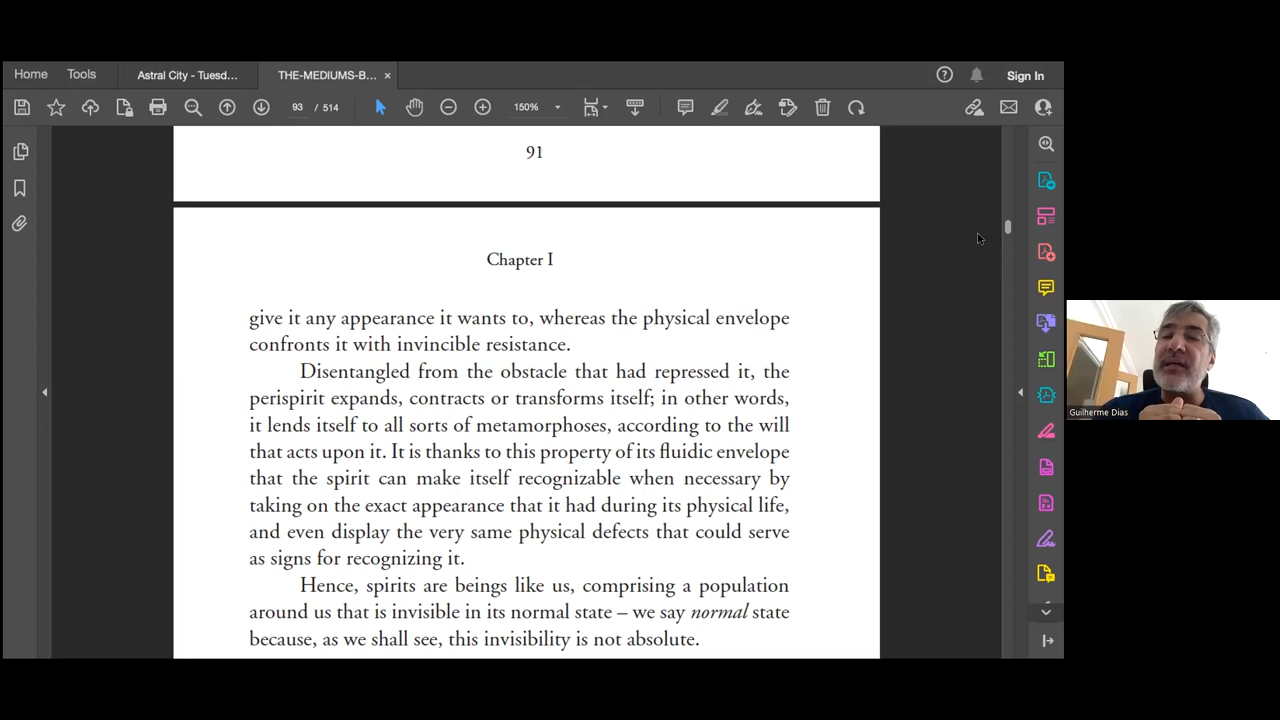 Home Tools Astral City - Tuesd... THE-MEDIUMS-B... × Sign In
93 / 514 150%
91
Chapter I
give it any appearance it wants to, whereas the physical envelope
confronts it with invincible resistance.
Disentangled from the obstacle that had repressed it, the
perispirit expands, contracts or transforms itself; in other words,
it lends itself to all sorts of metamorphoses, according to the will
that acts upon it. It is thanks to this property of its fluidic envelope
that the spirit can make itself recognizable when necessary by
taking on the exact appearance that it had during its physical life,
and even display the very same physical defects that could serve
as signs for recognizing it.
Hence, spirits are beings like us, comprising a population
around us that is invisible in its normal state – we say normal state
because, as we shall see, this invisibility is not absolute.
Guilherme Dias